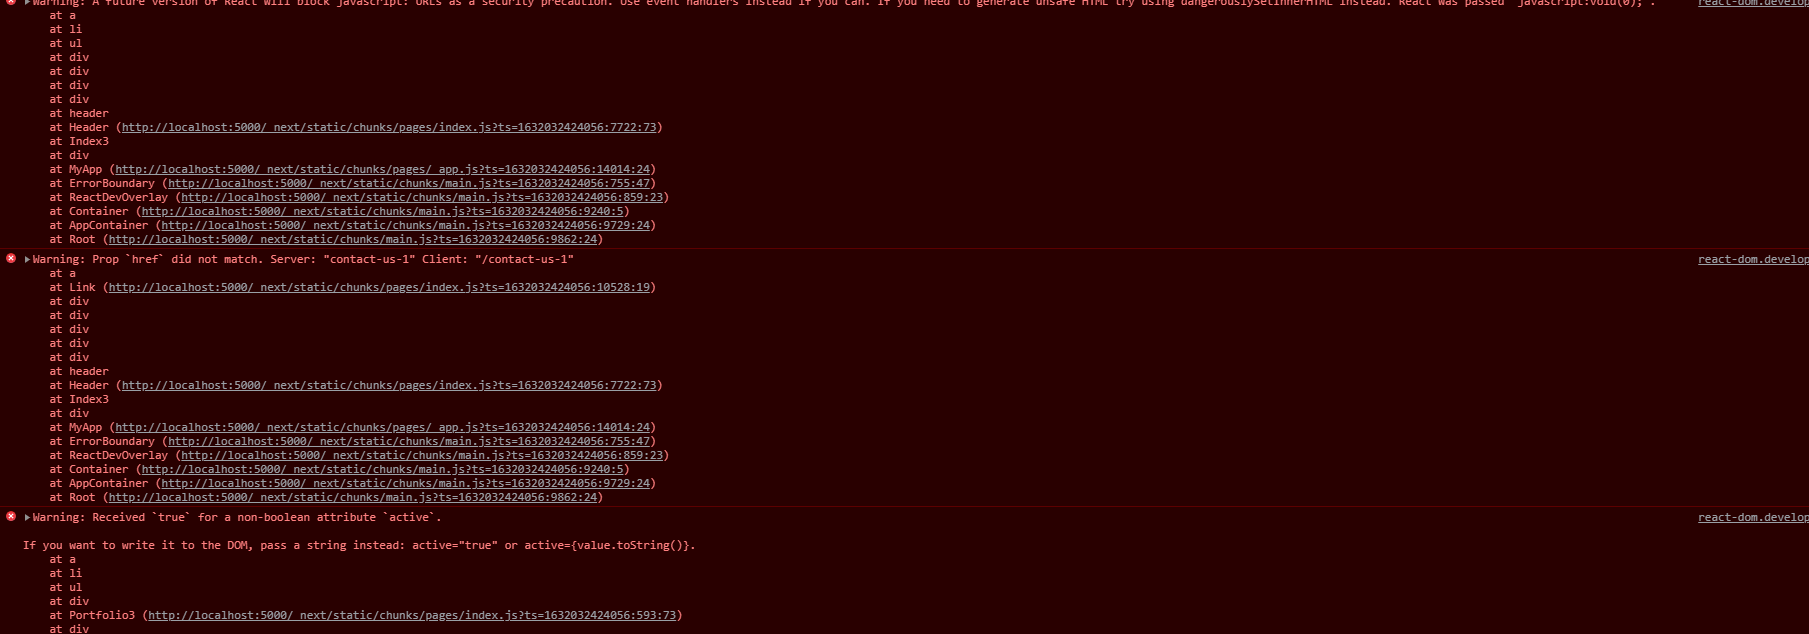 Warning: A future version of React will block javascript: URLs as a security precaution. Use event handlers instead if you can. If you need to generate unsafe HTML try using dangerouslySetInnerHTML instead. React was passed "javascript:void(0);". react-dom.develop
at a
at li
at ul
at div
at div
at div
at div
at header
at Header (http://localhost:5000/_next/static/chunks/pages/index.js?ts=1632032424056:7722:73)
at Index3
at div
at MyApp (http://localhost:5000/_next/static/chunks/pages/_app.js?ts=1632032424056:14014:24)
at ErrorBoundary (http://localhost:5000/_next/static/chunks/main.js?ts=1632032424056:755:47)
at ReactDevOverlay (http://localhost:5000/_next/static/chunks/main.js?ts=1632032424056:859:23)
at Container (http://localhost:5000/_next/static/chunks/main.js?ts=1632032424056:9240:5)
at AppContainer (http://localhost:5000/_next/static/chunks/main.js?ts=1632032424056:9729:24)
at Root (http://localhost:5000/_next/static/chunks/main.js?ts=1632032424056:9862:24)
Warning: Prop `href` did not match. Server: "contact-us-1" Client: "/contact-us-1" react-dom.develop
at a
at Link (http://localhost:5000/_next/static/chunks/pages/index.js?ts=1632032424056:10528:19)
at div
at div
at div
at div
at div
at header
at Header (http://localhost:5000/_next/static/chunks/pages/index.js?ts=1632032424056:7722:73)
at Index3
at div
at MyApp (http://localhost:5000/_next/static/chunks/pages/_app.js?ts=1632032424056:14014:24)
at ErrorBoundary (http://localhost:5000/_next/static/chunks/main.js?ts=1632032424056:755:47)
at ReactDevOverlay (http://localhost:5000/_next/static/chunks/main.js?ts=1632032424056:859:23)
at Container (http://localhost:5000/_next/static/chunks/main.js?ts=1632032424056:9240:5)
at AppContainer (http://localhost:5000/_next/static/chunks/main.js?ts=1632032424056:9729:24)
at Root (http://localhost:5000/_next/static/chunks/main.js?ts=1632032424056:9862:24)
Warning: Received `true` for a non-boolean attribute `active`. react-dom.develop
If you want to write it to the DOM, pass a string instead: active="true" or active={value.toString()}.
at a
at li
at ul
at div
at Portfolio3 (http://localhost:5000/_next/static/chunks/pages/index.js?ts=1632032424056:593:73)
at div